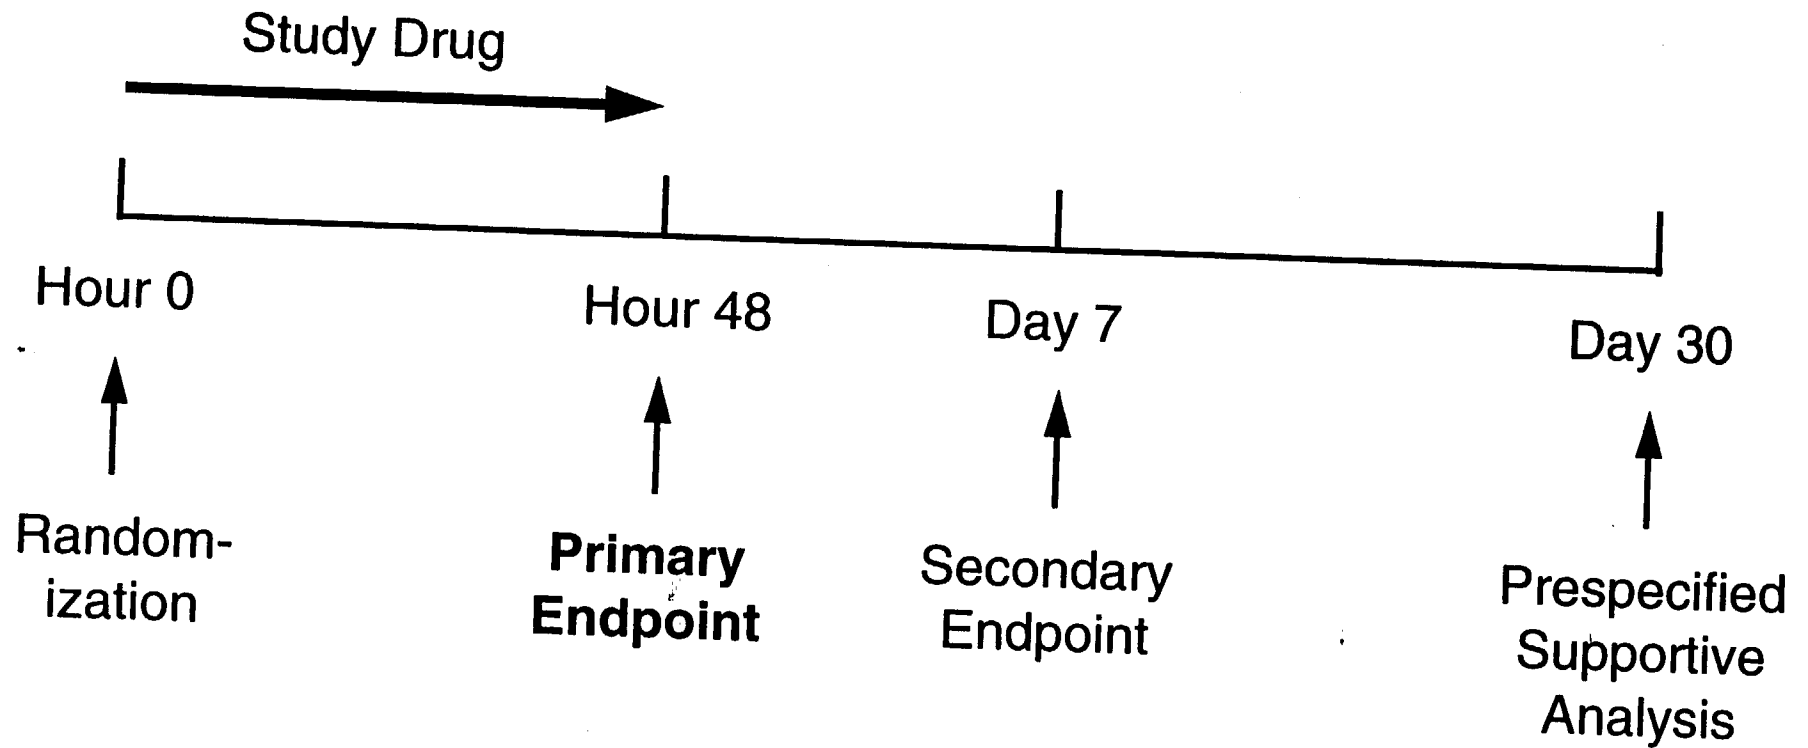 Study Drug
Hour 0
Hour 48
Day 7
Day 30
Random-
ization
Primary
Endpoint
Secondary
Endpoint
Prespecified
Supportive
Analysis